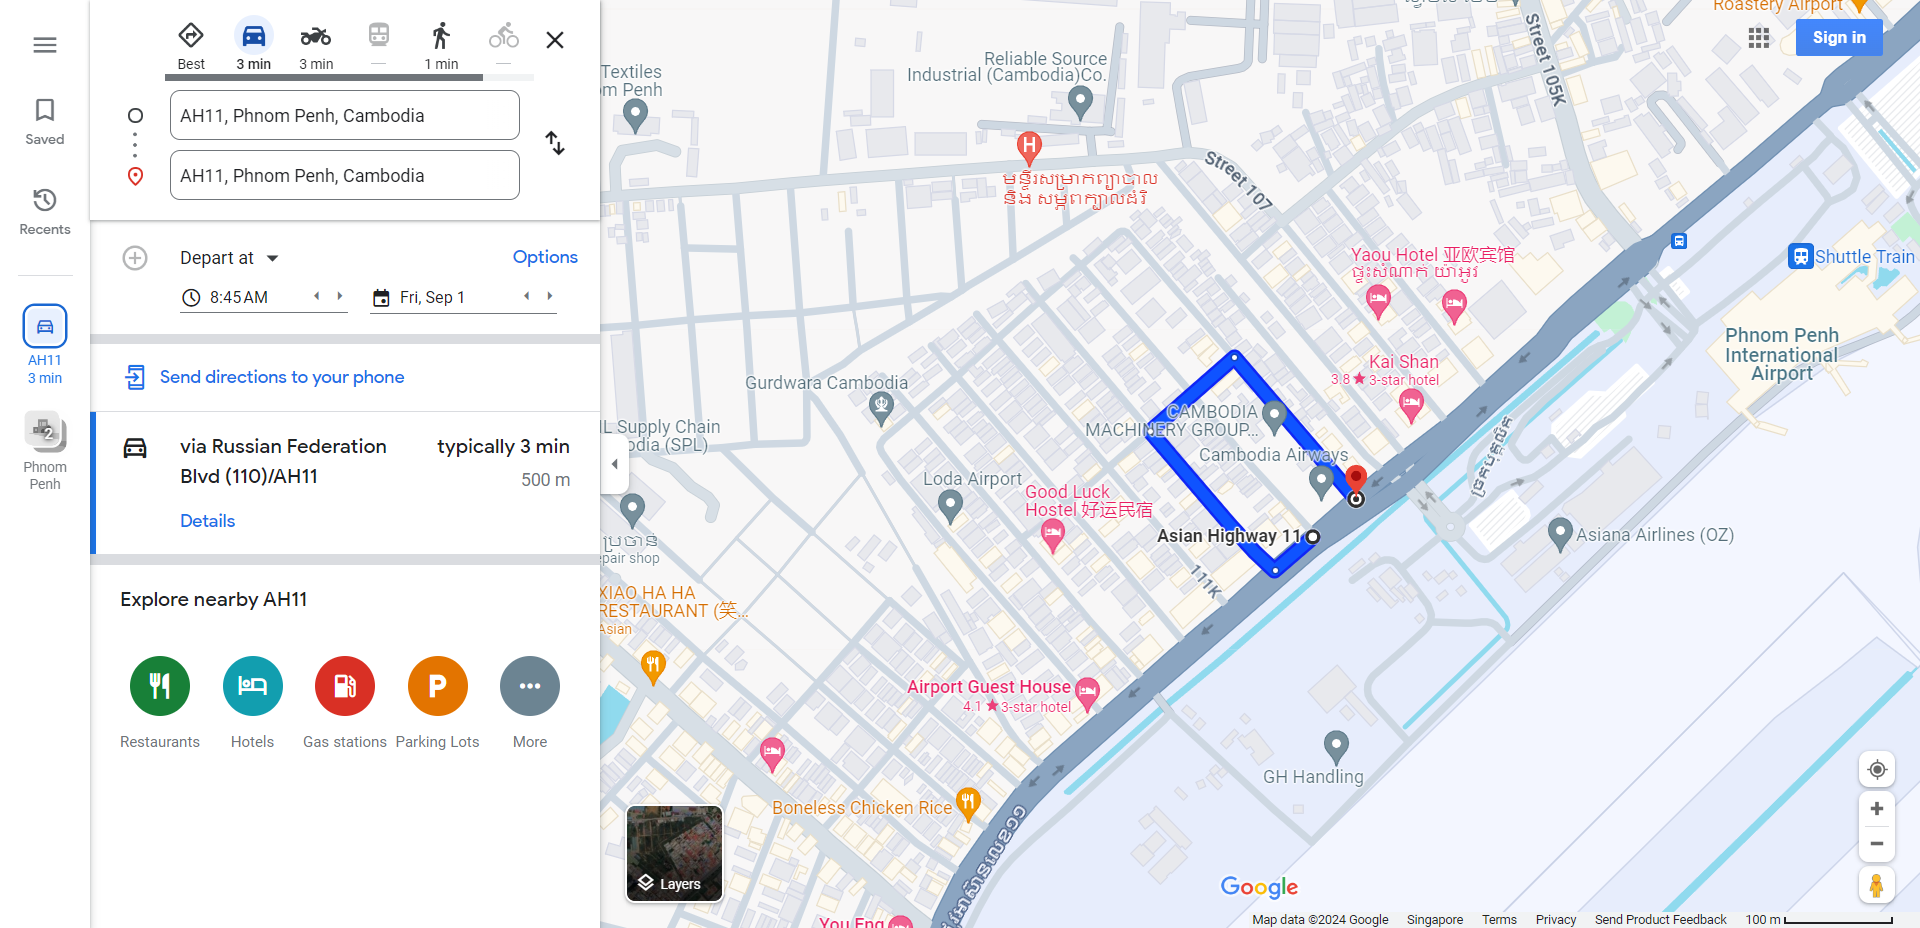 Best
3 min
3 min
1 min
AH11, Phnom Penh, Cambodia
AH11, Phnom Penh, Cambodia
Saved
Recents
AH11
3 min
2
Phnom
Penh
Depart at
Options
8:45 AM
Fri, Sep 1
Send directions to your phone
via Russian Federation
Blvd (110)/AH11
typically 3 min
500 m
Details
Explore nearby AH11
Restaurants
Hotels
Gas stations
Parking Lots
More
Sign in
Roastery Airport
Street 105K
Textiles
Reliable Source
Industrial (Cambodia)Co.
H
មន្ទីរសម្រាកព្យាបាល
និង សម្ភពក្បាលដំរី
Street 107
Yaou Hotel 亚欧宾馆
ផ្ទះសំណាក់ យ៉ាអូវ
Shuttle Train
Phnom Penh
International
Airport
Kai Shan
3.8 ★ 3-star hotel
Gurdwara Cambodia
CAMBODIA
MACHINERY GROUP...
Cambodia Airways
Supply Chain
(SPL)
Loda Airport
Good Luck
Hostel 好运民宿
Asian Highway 11
Asiana Airlines (OZ)
111K
ប្រចាន់
pair shop
XIAO HA HA
RESTAURANT (笑...
Asian
Airport Guest House
4.1 ★ 3-star hotel
GH Handling
Boneless Chicken Rice
You Eng
Layers
Google
Map data ©2024 Google
Singapore
Terms
Privacy
Send Product Feedback
100 m